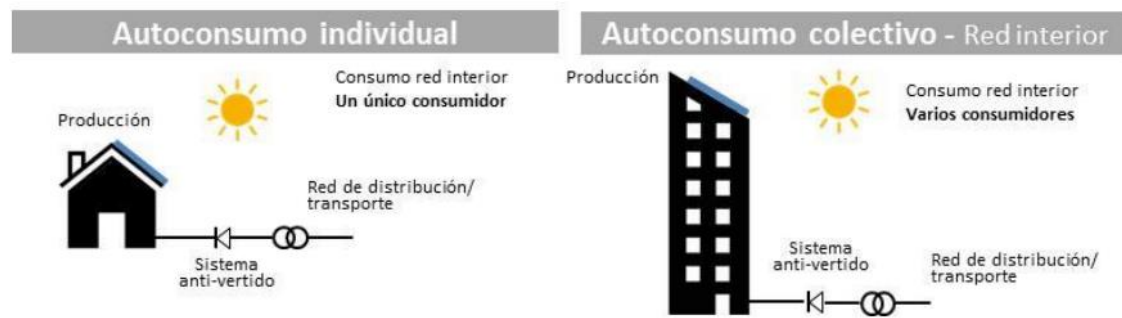 Autoconsumo individual
Consumo red interior
Un único consumidor
Producción
Red de distribución/
transporte
Sistema
anti-vertido
Autoconsumo colectivo - Red interior
Producción
Consumo red interior
Varios consumidores
Sistema
anti-vertido
Red de distribución/
transporte